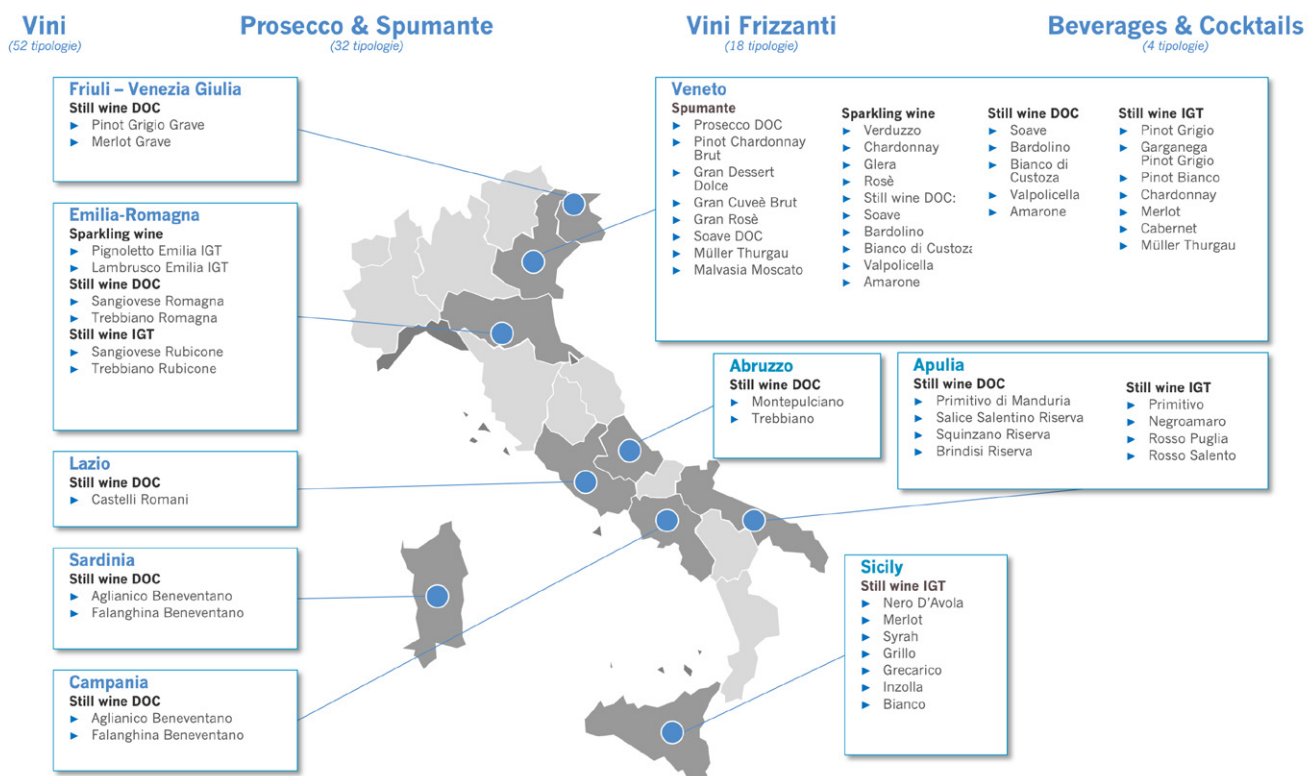 Vini
(52 tipologie)
Prosecco & Spumante
(32 tipologie)
Vini Frizzanti
(18 tipologie)
Beverages & Cocktails
(4 tipologie)
Friuli – Venezia Giulia
Still wine DOC
► Pinot Grigio Grave
► Merlot Grave
Emilia-Romagna
Sparkling wine
► Pignoletto Emilia IGT
► Lambrusco Emilia IGT
Still wine DOC
► Sangiovese Romagna
► Trebbiano Romagna
Still wine IGT
► Sangiovese Rubicone
► Trebbiano Rubicone
Lazio
Still wine DOC
► Castelli Romani
Sardinia
Still wine DOC
► Aglianico Beneventano
► Falanghina Beneventano
Campania
Still wine DOC
► Aglianico Beneventano
► Falanghina Beneventano
Veneto
Spumante
► Prosecco DOC
► Pinot Chardonnay
Brut
► Gran Dessert
Dolce
► Gran Cuveè Brut
► Gran Rosè
► Soave DOC
► Müller Thurgau
► Malvasia Moscato
Sparkling wine
► Verduzzo
► Chardonnay
► Glera
► Rosè
► Still wine DOC:
► Soave
► Bardolino
► Bianco di Custoza
► Valpolicella
► Amarone
Still wine DOC
► Soave
► Bardolino
► Bianco di
Custoza
► Valpolicella
► Amarone
Still wine IGT
► Pinot Grigio
► Garganega
Pinot Grigio
► Pinot Bianco
► Chardonnay
► Merlot
► Cabernet
► Müller Thurgau
Abruzzo
Still wine DOC
► Montepulciano
► Trebbiano
Apulia
Still wine DOC
► Primitivo di Manduria
► Salice Salentino Riserva
► Squinzano Riserva
► Brindisi Riserva
Still wine IGT
► Primitivo
► Negroamaro
► Rosso Puglia
► Rosso Salento
Sicily
Still wine IGT
► Nero D'Avola
► Merlot
► Syrah
► Grillo
► Grecarico
► Inzolla
► Bianco